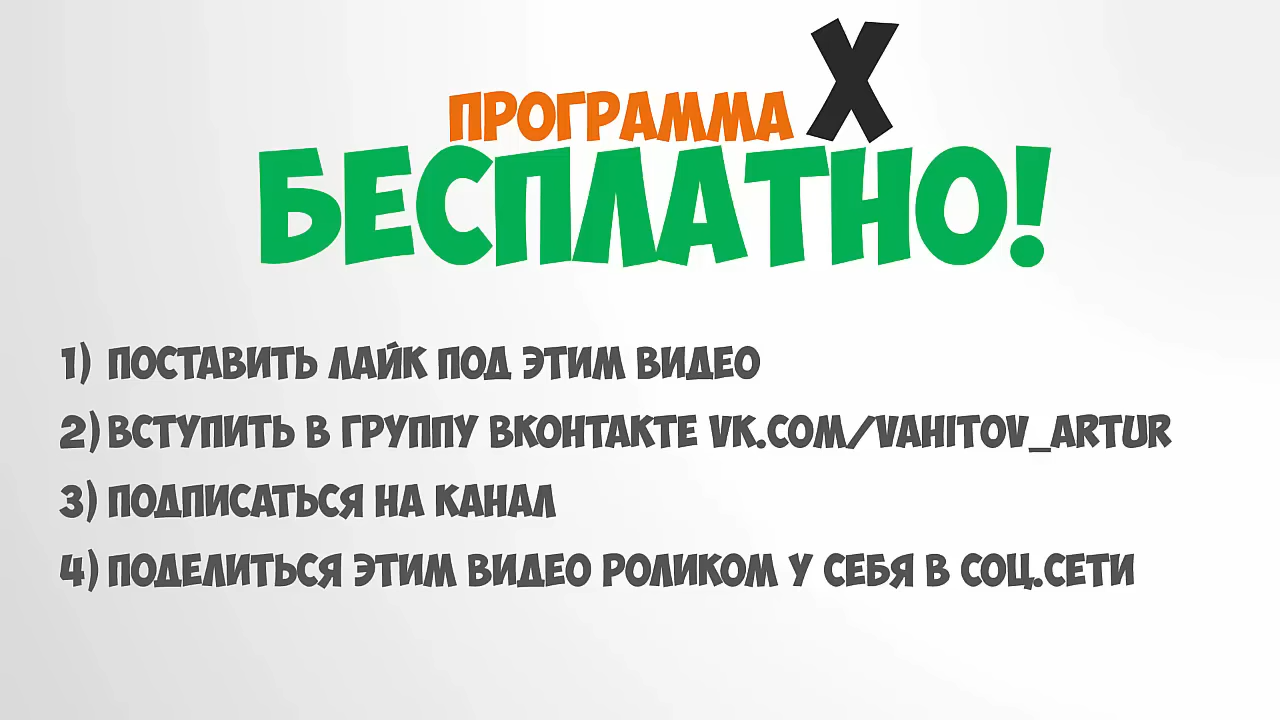 ПРОГРАММА X
БЕСПЛАТНО!
1) ПОСТАВИТЬ ЛАЙК ПОД ЭТИМ ВИДЕО
2) ВСТУПИТЬ В ГРУППУ ВКОНТАКТЕ VK.COM/VAHITOV_ARTUR
3) ПОДПИСАТЬСЯ НА КАНАЛ
4) ПОДЕЛИТЬСЯ ЭТИМ ВИДЕО РОЛИКОМ У СЕБЯ В СОЦ.СЕТИ